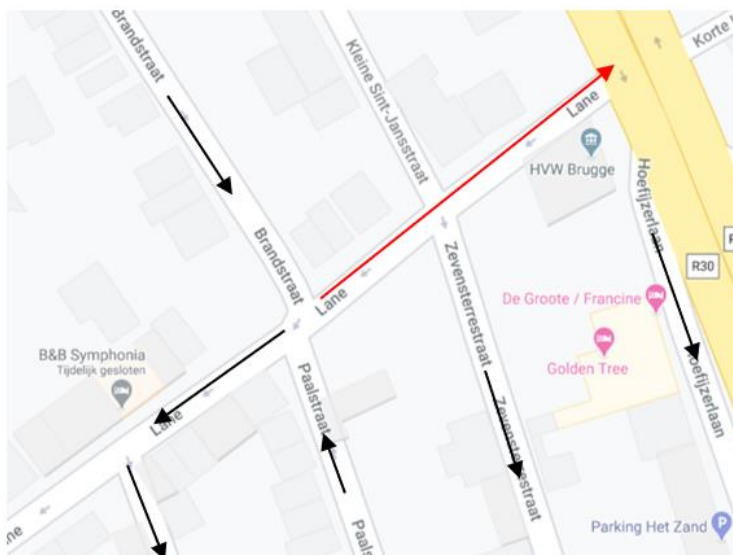 Brandstraat
Kleine Sint-Jansstraat
Korte
Lane
HVW Brugge
Hoefijzerlaan
Brandstraat
R30
Lane
Zevensterrestraat
De Groote / Francine
B&B Symphonia
Tijdelijk gesloten
Golden Tree
Paalstraat
Hoefijzerlaan
Lane
Zevensterrestraat
Parking Het Zand